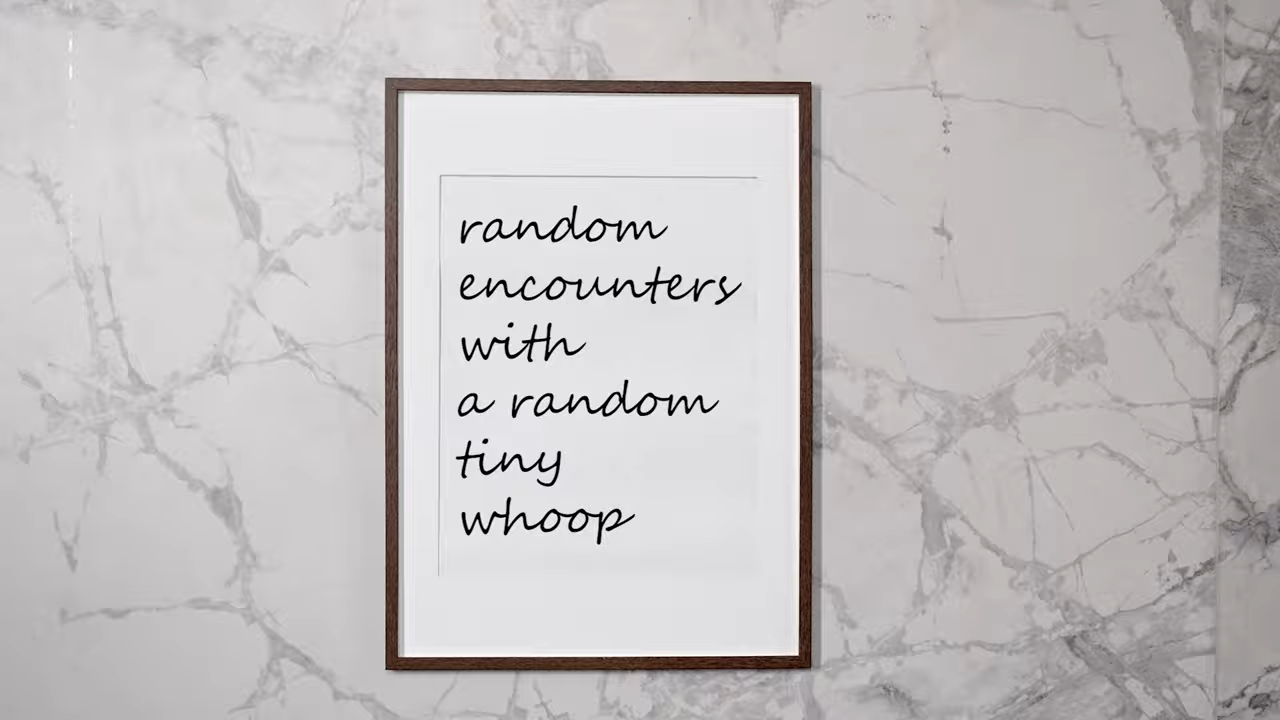 random
encounters
with
a random
tiny
whoop